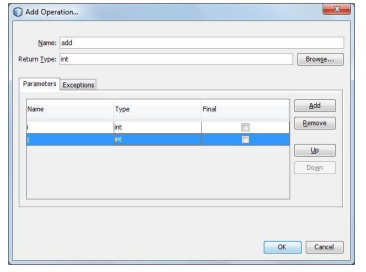 Add Operation...
Name: add
Return Type: int Browse...
Parameters Exceptions
Name Type Final Add
i int Remove
j int
Up
Down
OK Cancel